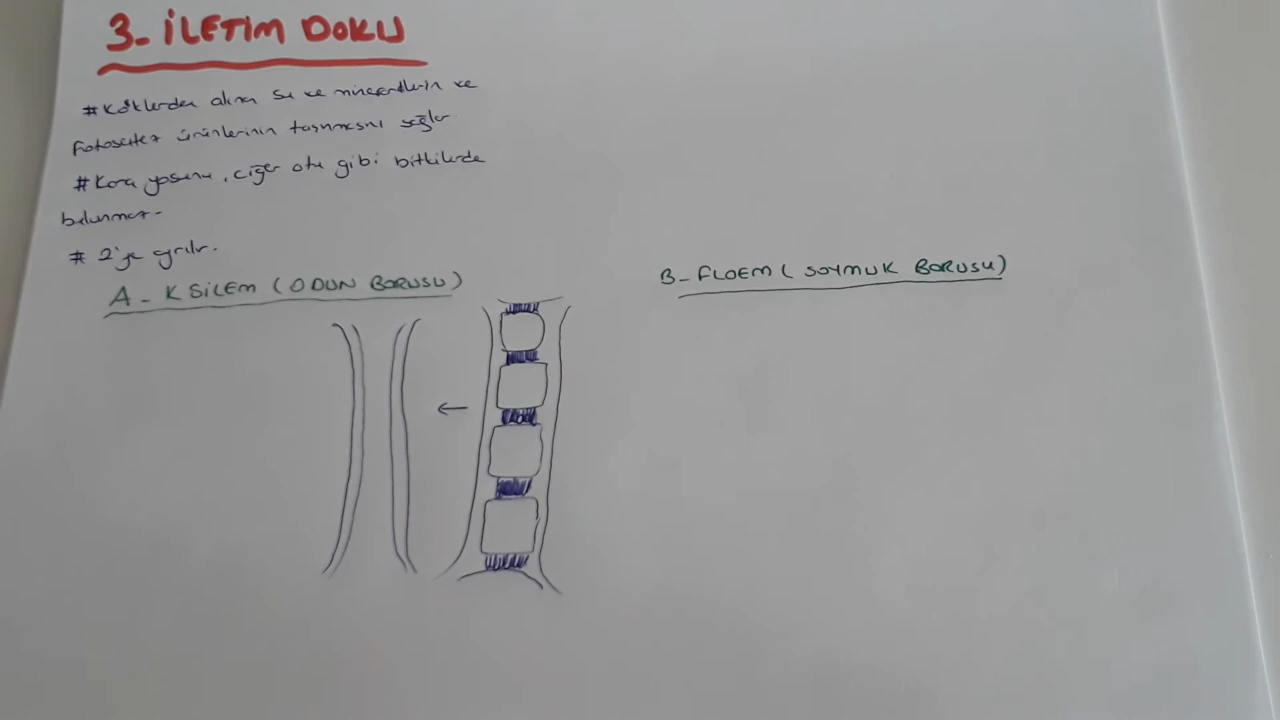 3- İLETİM DOKU
# Köklerden alınan su ve minerallerin ve
fotosentez ürünlerinin taşınmasını sağlar
# Kara yosunu, ciğer otu gibi bitkilerde
bulunmaz.
# 2'ye ayrılır.
A - KSİLEM (ODUN BORUSU)
B - FLOEM (SOYMUK BORUSU)